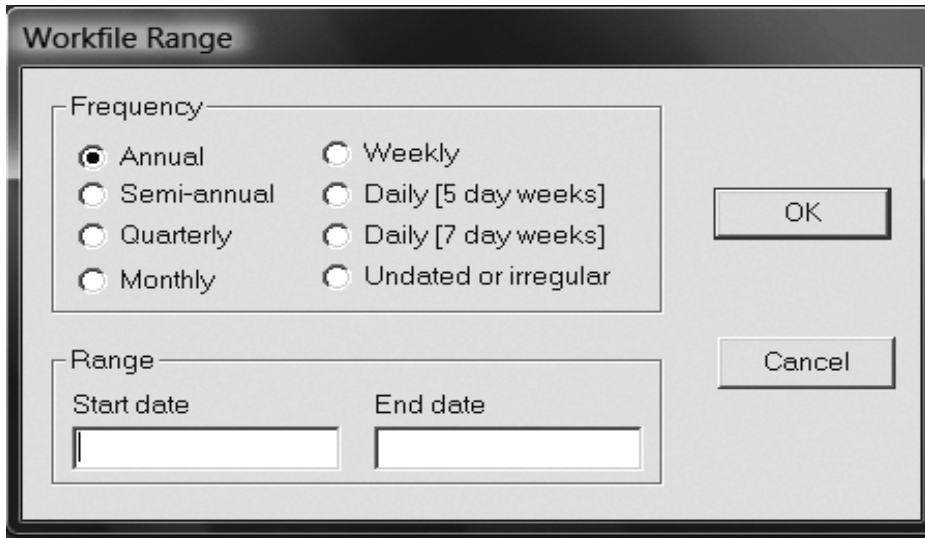 Workfile Range
Frequency
Annual
Semi-annual
Quarterly
Monthly
Weekly
Daily [5 day weeks]
Daily [7 day weeks]
Undated or irregular
Range
Start date
End date
OK
Cancel